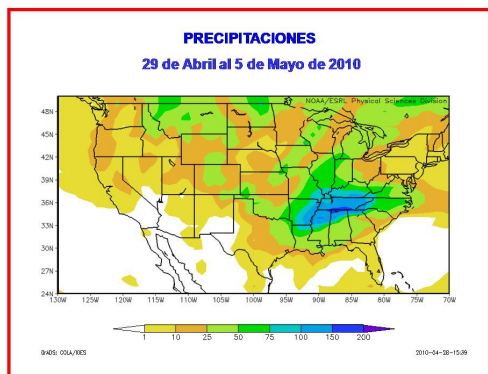 PRECIPITACIONES
29 de Abril al 5 de Mayo de 2010
NOAA/ESRL Physical Sciences Division
48N
45N
42N
39N
36N
33N
30N
27N
24N
130W 125W 120W 115W 110W 105W 100W 95W 90W 85W 80W 75W 70W
1 10 25 50 75 100 150 200
GrADS: COLA/IGES 2010-04-28-15:39